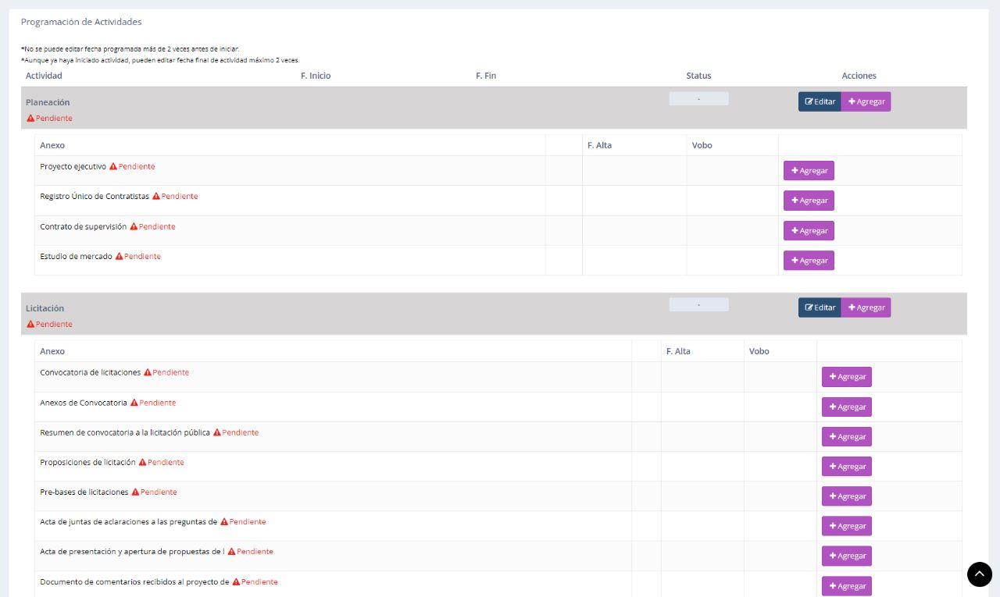 Programación de Actividades
*No se puede editar fecha programada más de 2 veces antes de iniciar.
*Aunque ya haya iniciado actividad, pueden editar fecha final de actividad máximo 2 veces.
Actividad F. Inicio F. Fin Status Acciones
Planeación - Editar Agregar
Pendiente
Anexo F. Alta Vobo
Proyecto ejecutivo Pendiente Agregar
Registro Único de Contratistas Pendiente Agregar
Contrato de supervisión Pendiente Agregar
Estudio de mercado Pendiente Agregar
Licitación - Editar Agregar
Pendiente
Anexo F. Alta Vobo
Convocatoria de licitaciones Pendiente Agregar
Anexos de Convocatoria Pendiente Agregar
Resumen de convocatoria a la licitación pública Pendiente Agregar
Proposiciones de licitación Pendiente Agregar
Pre-bases de licitaciones Pendiente Agregar
Acta de juntas de aclaraciones a las preguntas de Pendiente Agregar
Acta de presentación y apertura de propuestas de l Pendiente Agregar
Documento de comentarios recibidos al proyecto de Pendiente Agregar